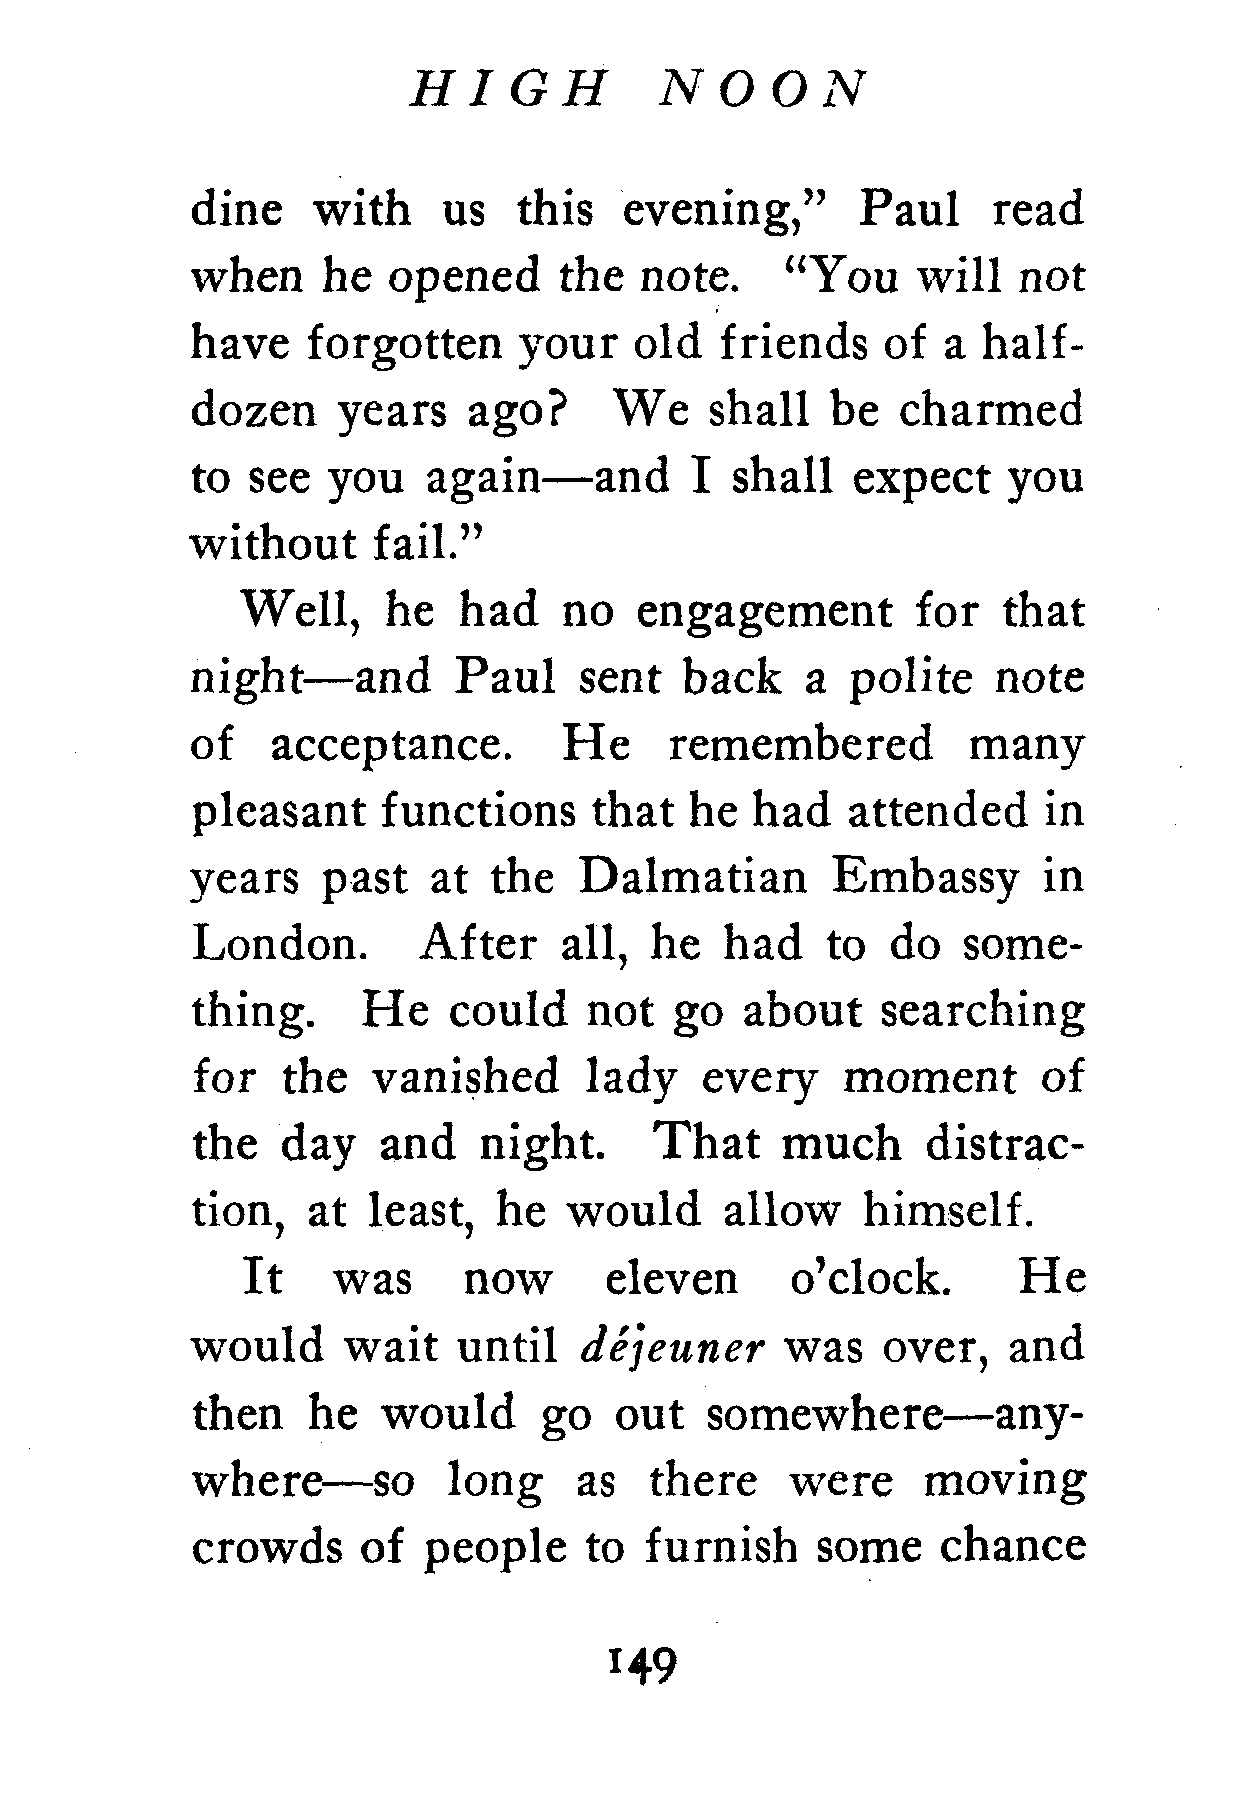 HIGH NOON
dine with us this evening,” Paul read
when he opened the note. “You will not
have forgotten your old friends of a half-
dozen years ago? We shall be charmed
to see you again—and I shall expect you
without fail.”
Well, he had no engagement for that
night—and Paul sent back a polite note
of acceptance. He remembered many
pleasant functions that he had attended in
years past at the Dalmatian Embassy in
London. After all, he had to do some-
thing. He could not go about searching
for the vanished lady every moment of
the day and night. That much distrac-
tion, at least, he would allow himself.
It was now eleven o’clock. He
would wait until déjeuner was over, and
then he would go out somewhere—any-
where—so long as there were moving
crowds of people to furnish some chance
149